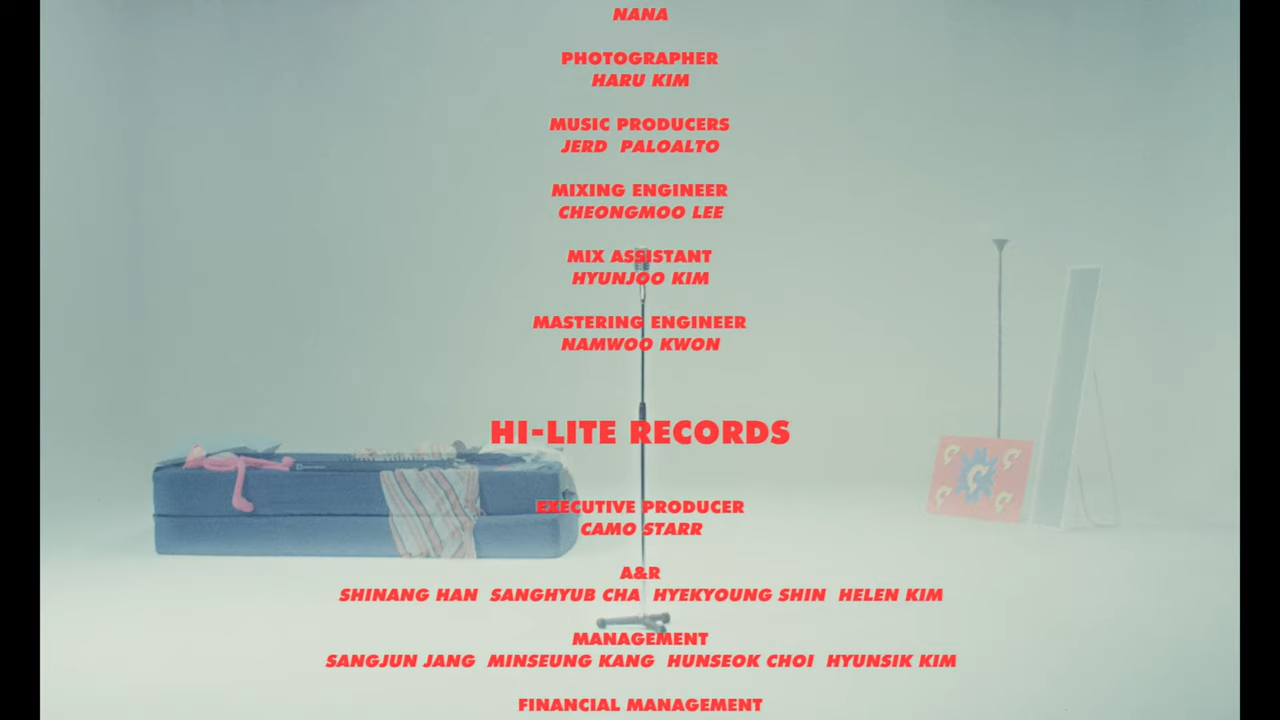 NANA
PHOTOGRAPHER
HARU KIM
MUSIC PRODUCERS
JERD PALOALTO
MIXING ENGINEER
CHEONGMOO LEE
MIX ASSISTANT
HYUNJOO KIM
MASTERING ENGINEER
NAMWOO KWON
HI-LITE RECORDS
EXECUTIVE PRODUCER
CAMO STARR
A&R
SHINANG HAN SANGHYUB CHA HYEKYOUNG SHIN HELEN KIM
MANAGEMENT
SANGJUN JANG MINSEUNG KANG HUNSEOK CHOI HYUNSIK KIM
FINANCIAL MANAGEMENT